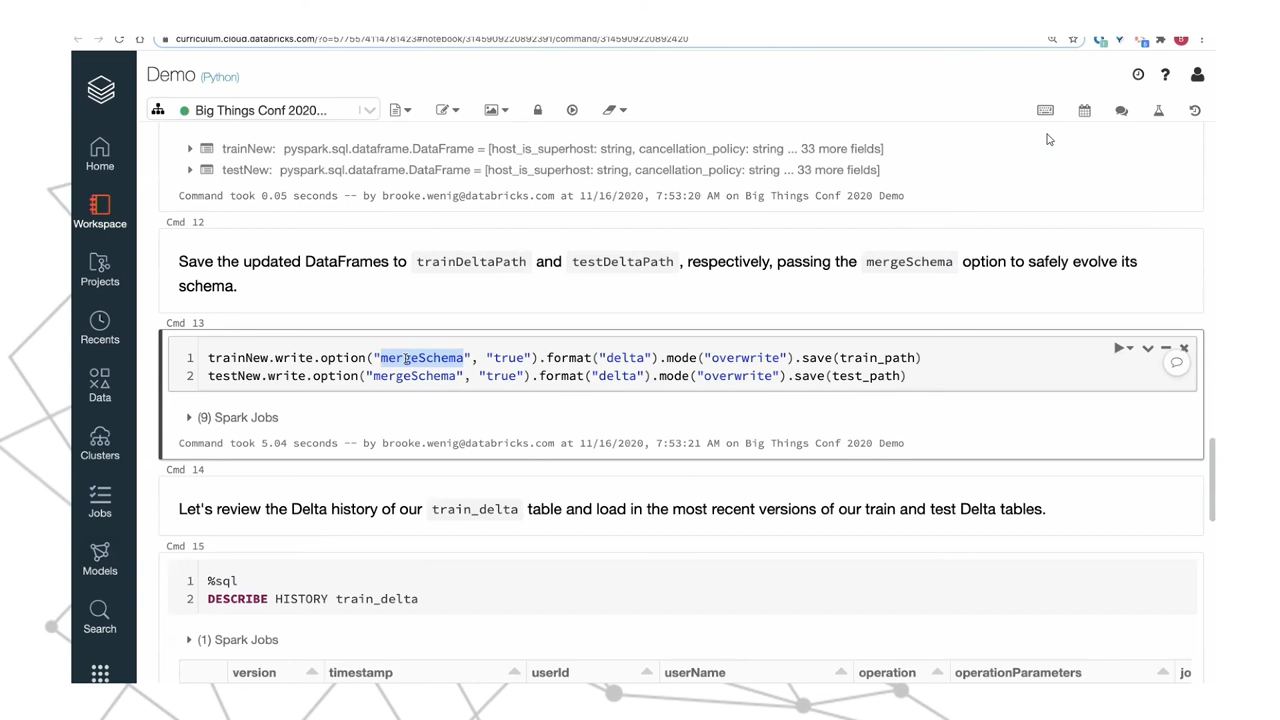 curriculum.cloud.databricks.com/?o=5775574114781423#notebook/3145909220892391/command/3145909220892420
Demo (Python)
Big Things Conf 2020...
Home
Workspace
Projects
Recents
Data
Clusters
Jobs
Models
Search
trainNew: pyspark.sql.dataframe.DataFrame = [host_is_superhost: string, cancellation_policy: string ... 33 more fields]
testNew: pyspark.sql.dataframe.DataFrame = [host_is_superhost: string, cancellation_policy: string ... 33 more fields]
Command took 0.05 seconds -- by brooke.wenig@databricks.com at 11/16/2020, 7:53:20 AM on Big Things Conf 2020 Demo
Cmd 12
Save the updated DataFrames to trainDeltaPath and testDeltaPath , respectively, passing the mergeSchema option to safely evolve its
schema.
Cmd 13
1 trainNew.write.option("mergeSchema", "true").format("delta").mode("overwrite").save(train_path)
2 testNew.write.option("mergeSchema", "true").format("delta").mode("overwrite").save(test_path)
(9) Spark Jobs
Command took 5.04 seconds -- by brooke.wenig@databricks.com at 11/16/2020, 7:53:21 AM on Big Things Conf 2020 Demo
Cmd 14
Let's review the Delta history of our train_delta table and load in the most recent versions of our train and test Delta tables.
Cmd 15
1 %sql
2 DESCRIBE HISTORY train_delta
(1) Spark Jobs
version timestamp userId userName operation operationParameters jo